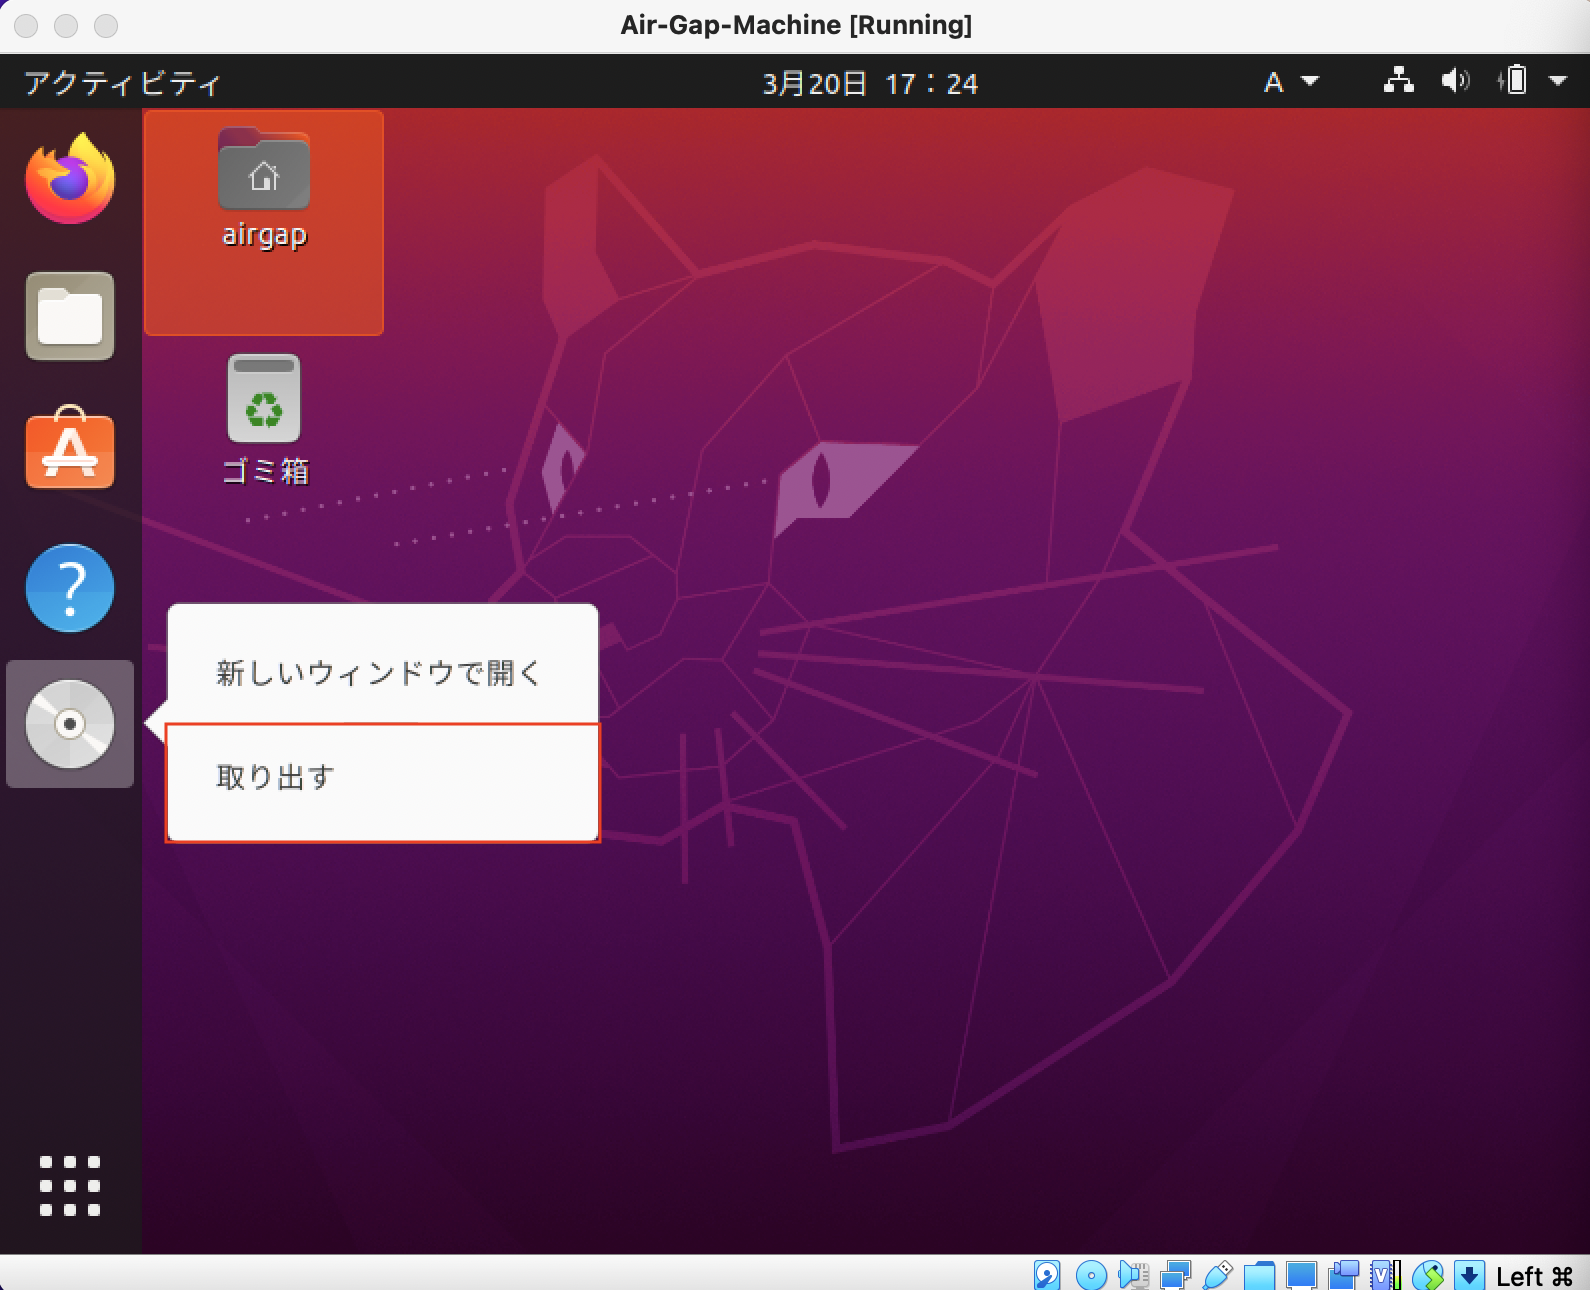 Air-Gap-Machine [Running]
アクティビティ
3月20日 17：24
A
airgap
ゴミ箱
新しいウィンドウで開く
取り出す
Left ⌘